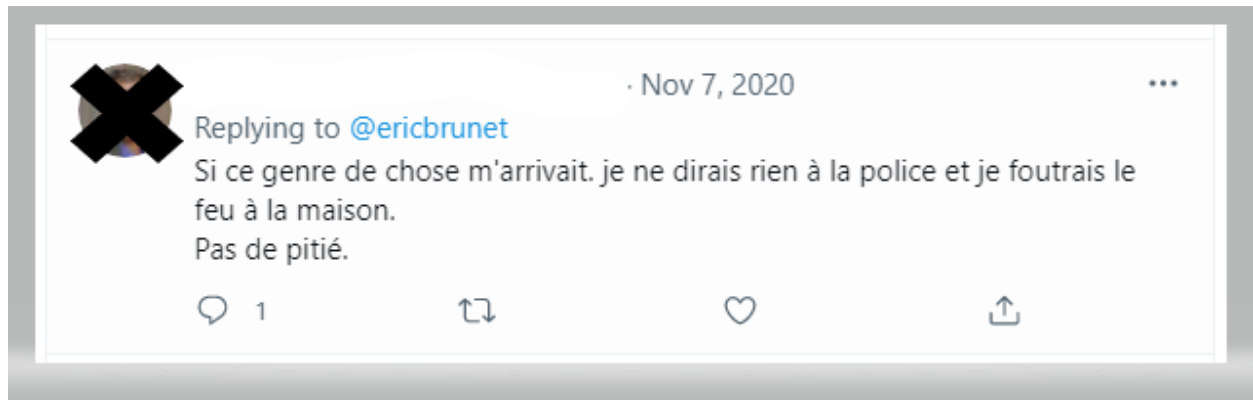 · Nov 7, 2020
Replying to @ericbrunet
Si ce genre de chose m'arrivait. je ne dirais rien à la police et je foutrais le
feu à la maison.
Pas de pitié.
1